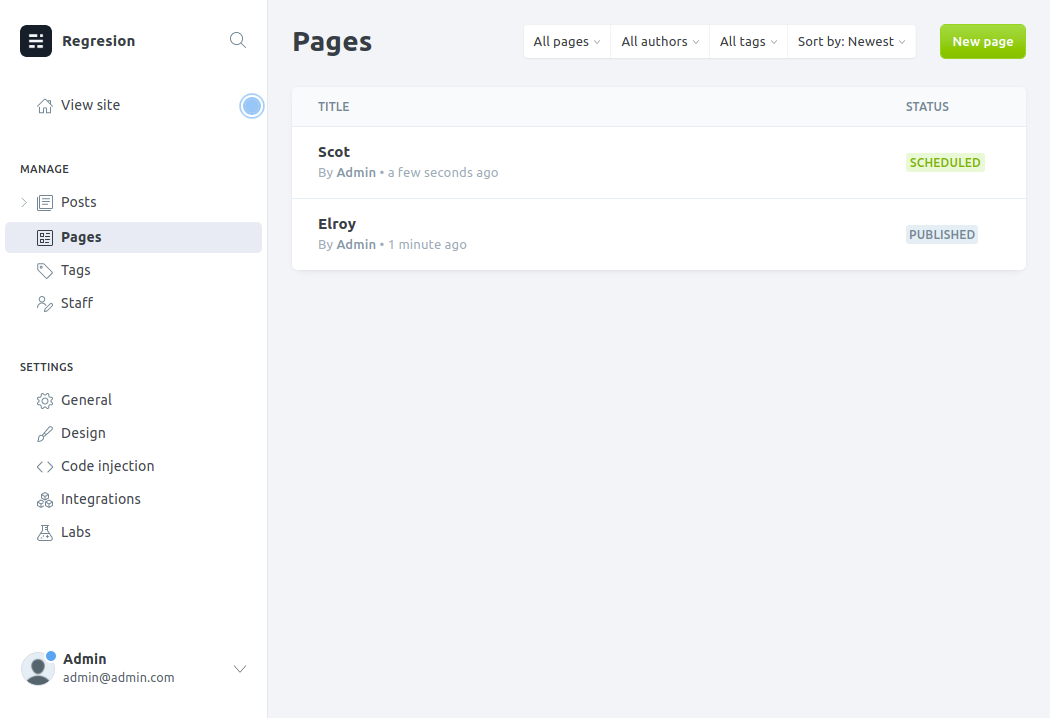 Regresion
View site
MANAGE
Posts
Pages
Tags
Staff
SETTINGS
General
Design
Code injection
Integrations
Labs
Admin
admin@admin.com
Pages
All pages
All authors
All tags
Sort by: Newest
New page
TITLE
STATUS
Scot
By Admin • a few seconds ago
SCHEDULED
Elroy
By Admin • 1 minute ago
PUBLISHED